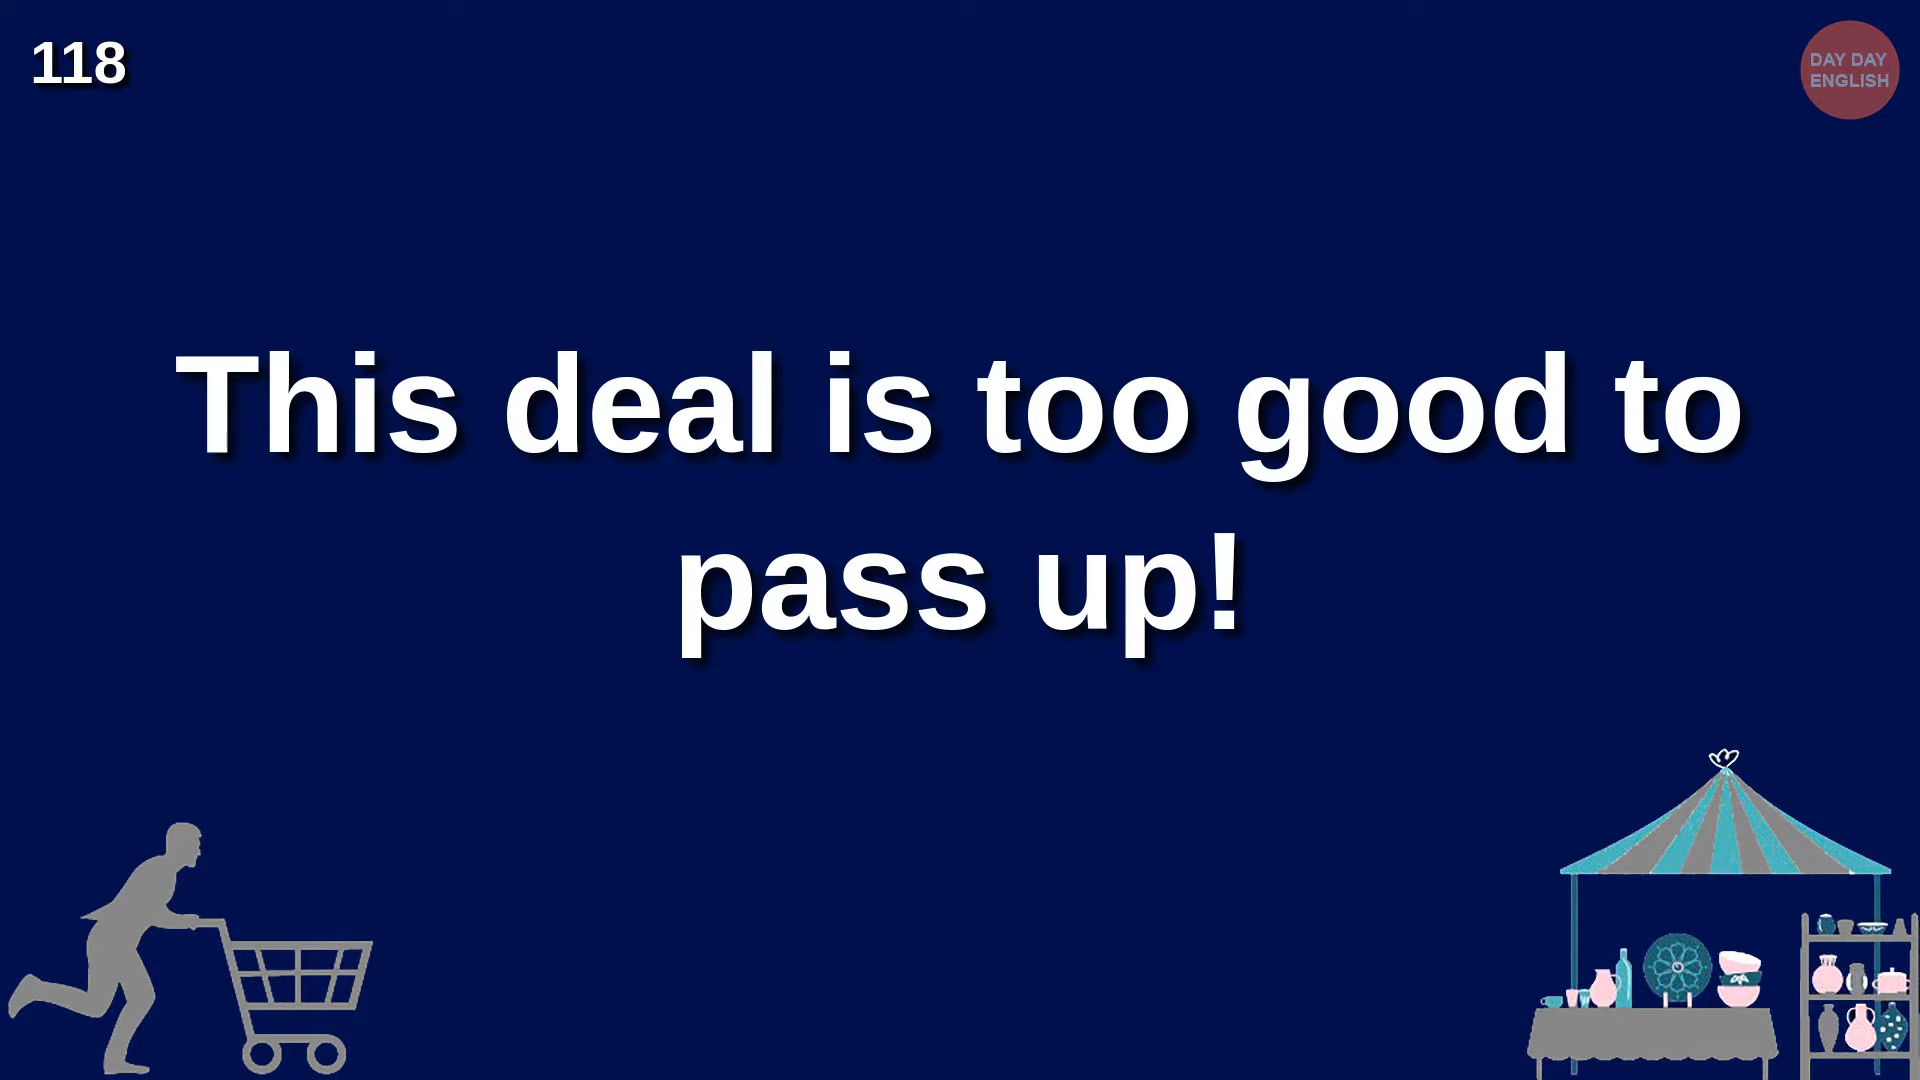 118
DAY DAY
ENGLISH
This deal is too good to
pass up!